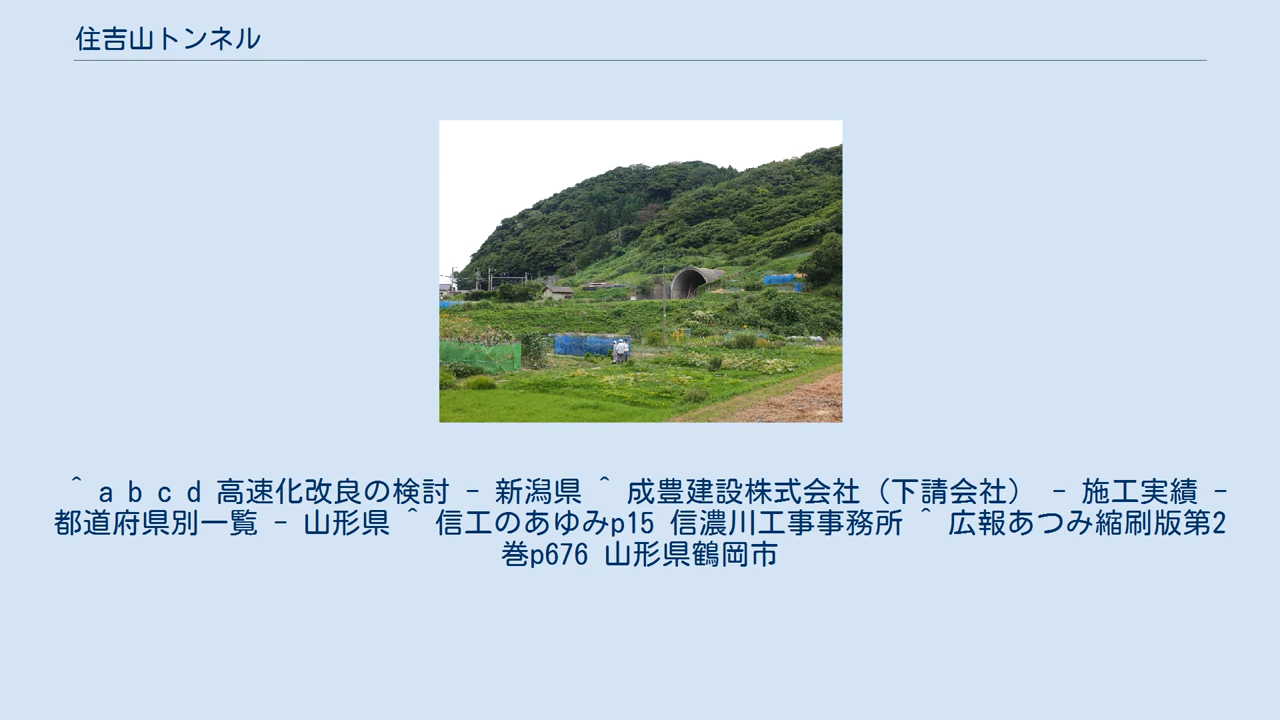 住吉山トンネル
^ a b c d 高速化改良の検討 - 新潟県 ^ 成豊建設株式会社（下請会社） - 施工実績 -
都道府県別一覧 - 山形県 ^ 信工のあゆみp15 信濃川工事事務所 ^ 広報あつみ縮刷版第2
巻p676 山形県鶴岡市